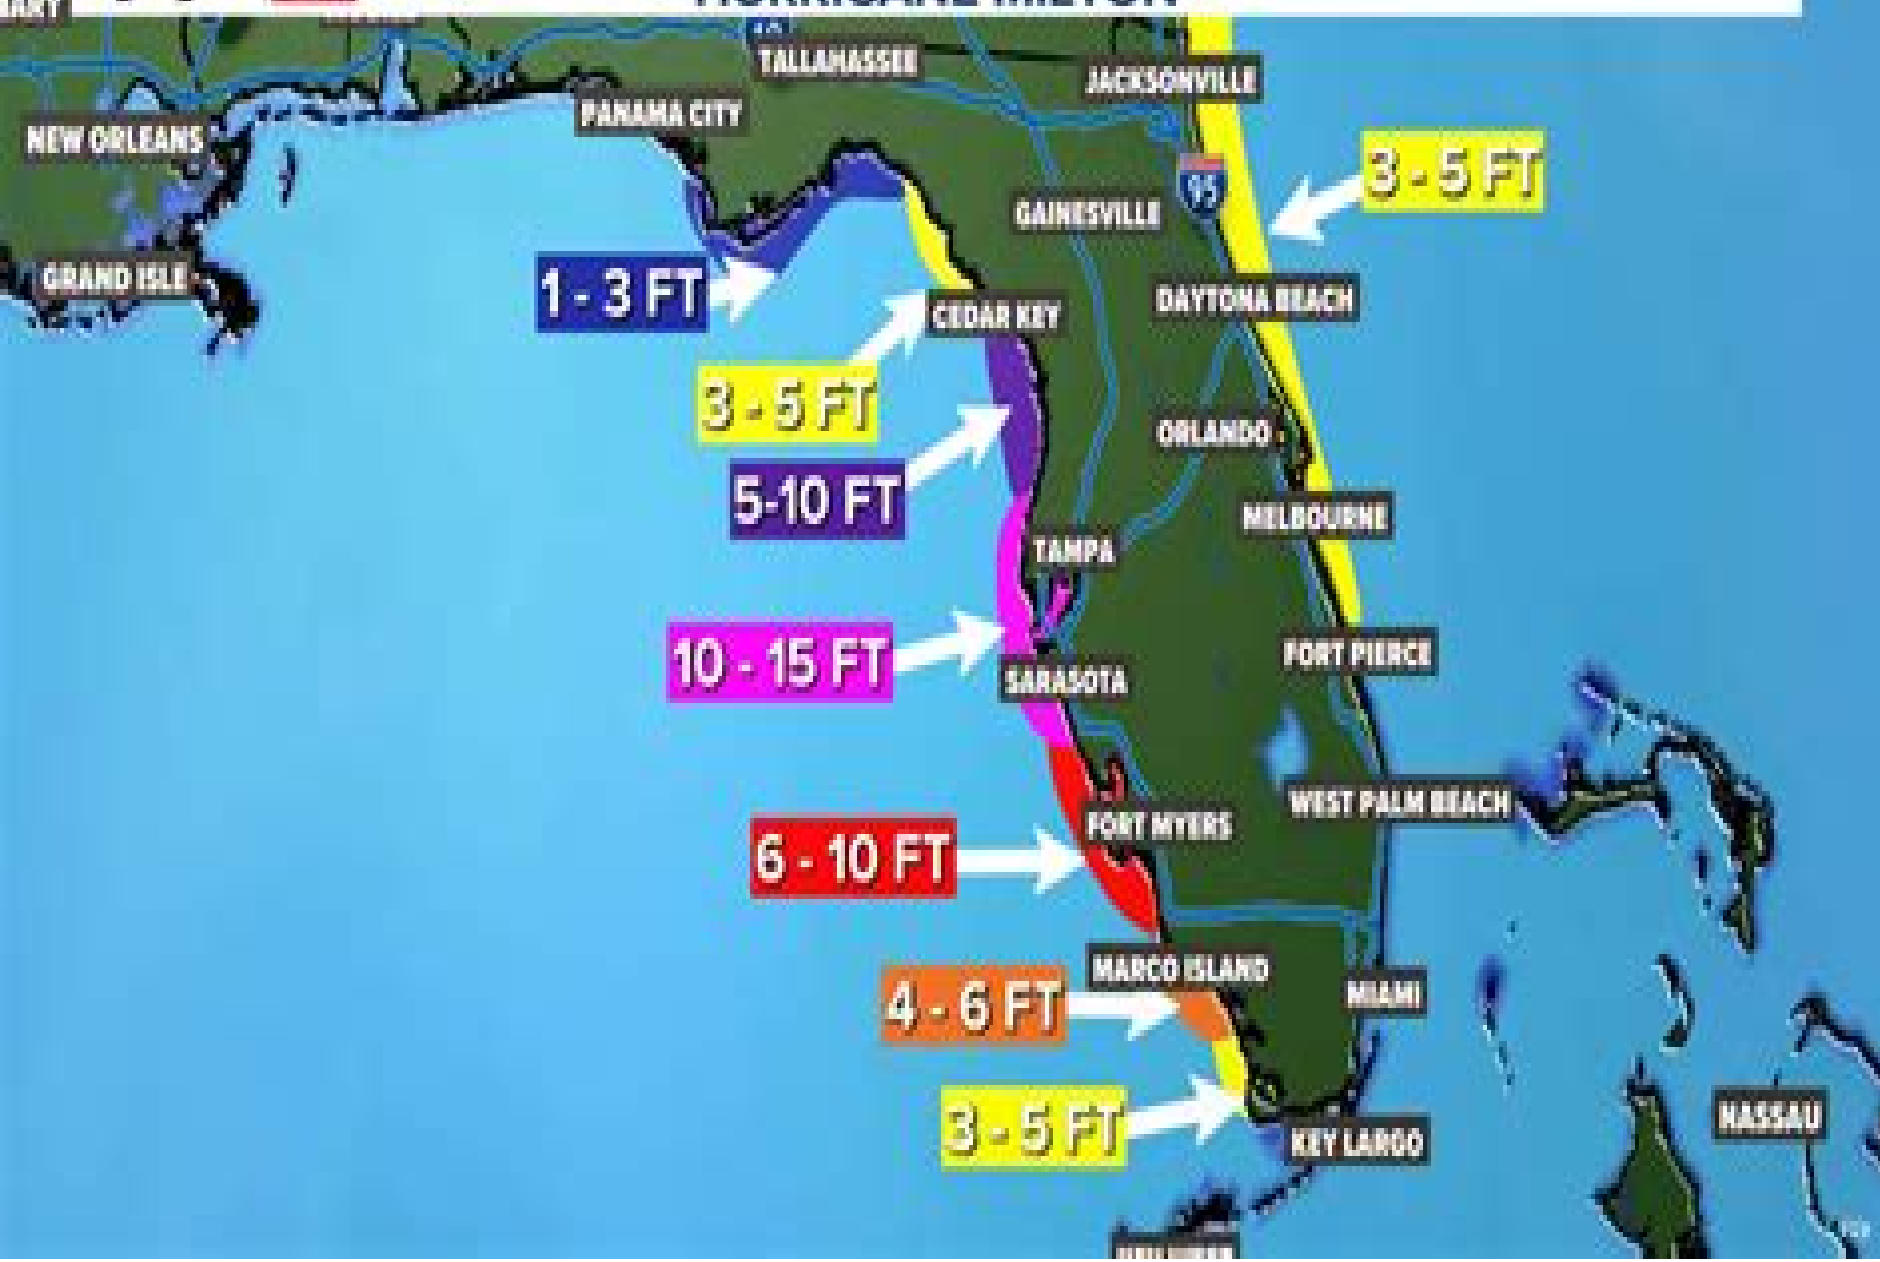 HURRICANE MILTON
TALLAHASSEE
JACKSONVILLE
PANAMA CITY
NEW ORLEANS
3 - 5 FT
95
GAINESVILLE
GRAND ISLE
1 - 3 FT
DAYTONA BEACH
CEDAR KEY
3 - 5 FT
ORLANDO
5-10 FT
MELBOURNE
TAMPA
10 - 15 FT
FORT PIERCE
SARASOTA
WEST PALM BEACH
FORT MYERS
6 - 10 FT
MARCO ISLAND
4 - 6 FT
MIAMI
3 - 5 FT
NASSAU
KEY LARGO